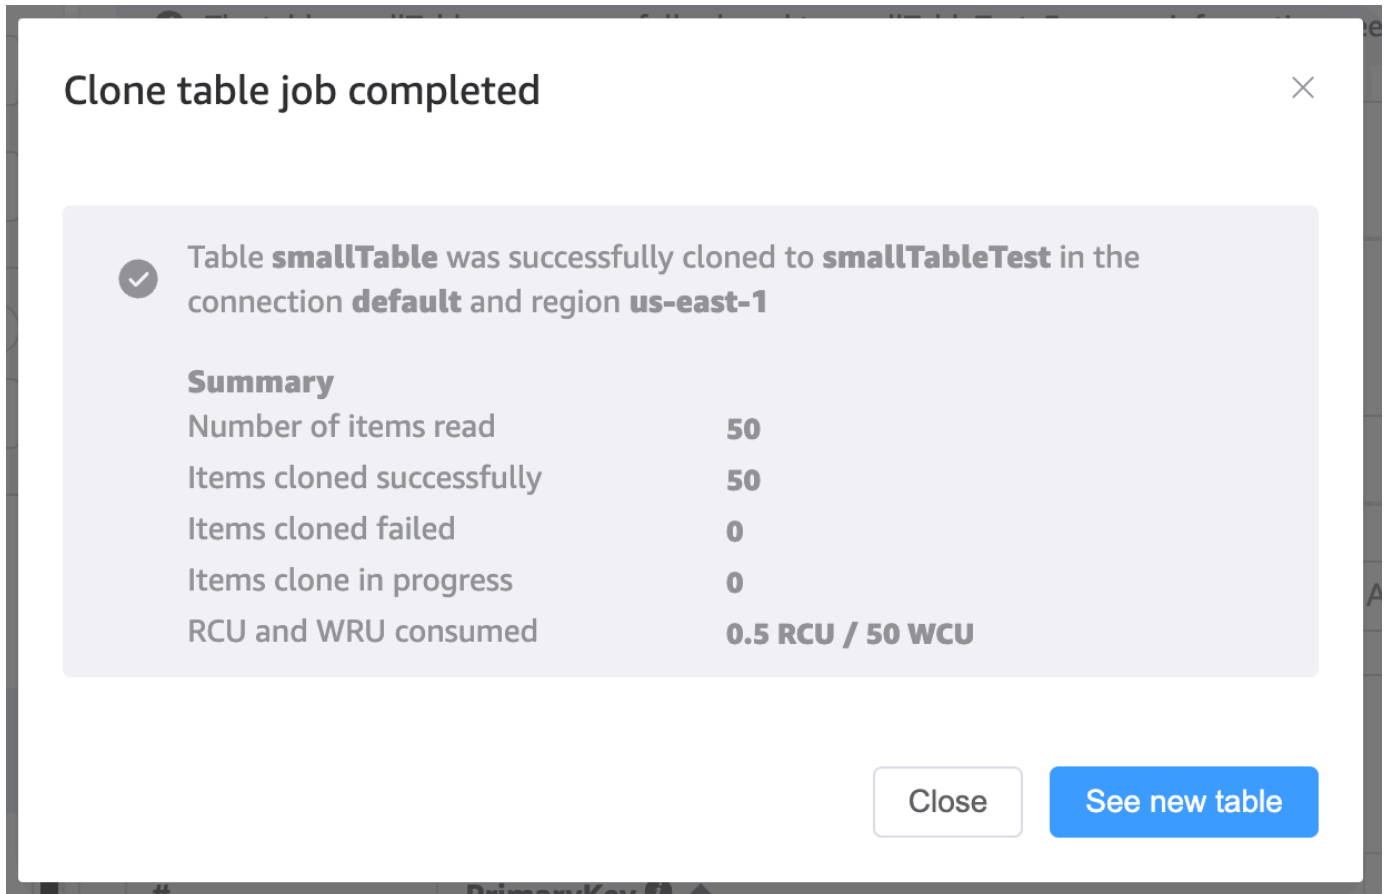 Clone table job completed
Table smallTable was successfully cloned to smallTableTest in the
connection default and region us-east-1
Summary
Number of items read 50
Items cloned successfully 50
Items cloned failed 0
Items clone in progress 0
RCU and WRU consumed 0.5 RCU / 50 WCU
Close See new table
# PrimaryKey